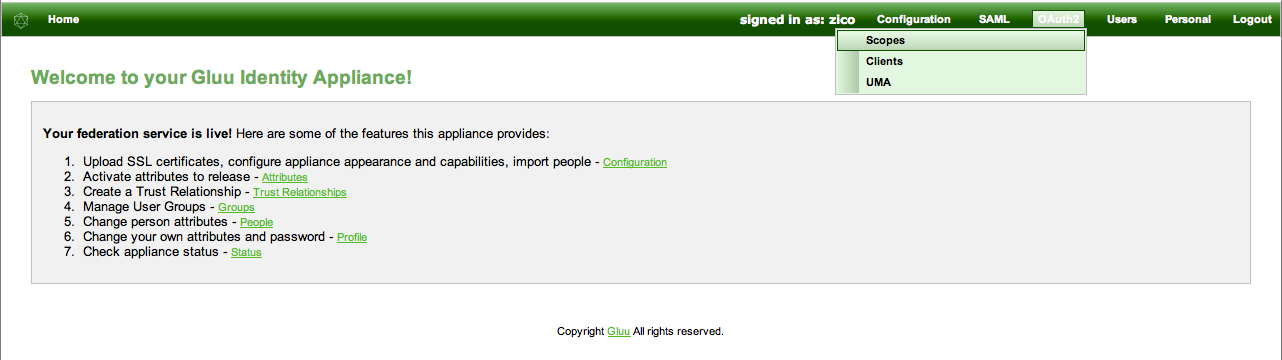 Home signed in as: zico Configuration SAML OAuth2 Users Personal Logout
Scopes
Clients
UMA
Welcome to your Gluu Identity Appliance!
Your federation service is live! Here are some of the features this appliance provides:
1. Upload SSL certificates, configure appliance appearance and capabilities, import people - Configuration
2. Activate attributes to release - Attributes
3. Create a Trust Relationship - Trust Relationships
4. Manage User Groups - Groups
5. Change person attributes - People
6. Change your own attributes and password - Profile
7. Check appliance status - Status
Copyright Gluu All rights reserved.